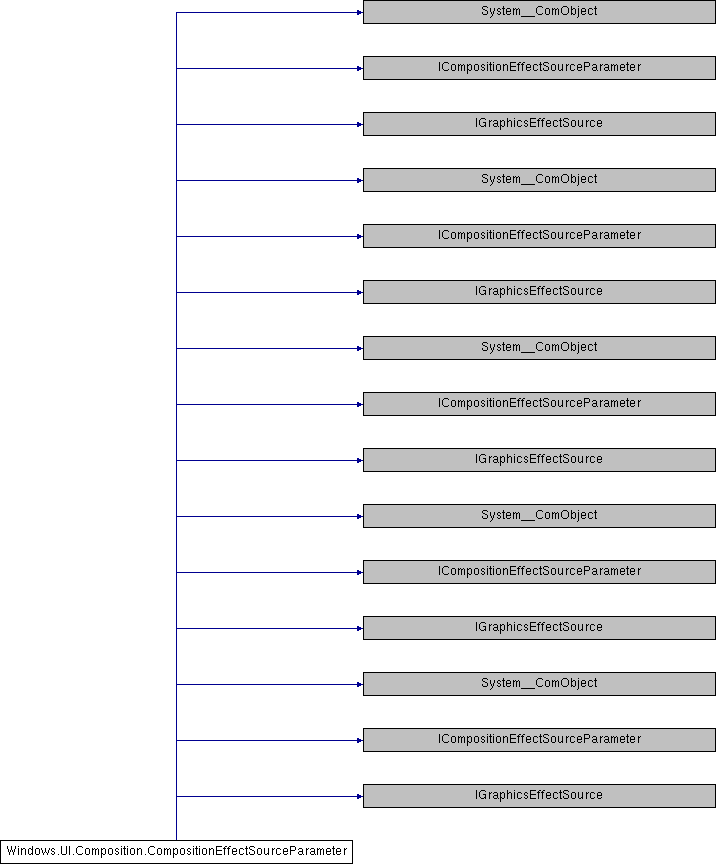 System__ComObject
ICompositionEffectSourceParameter
IGraphicsEffectSource
System__ComObject
ICompositionEffectSourceParameter
IGraphicsEffectSource
System__ComObject
ICompositionEffectSourceParameter
IGraphicsEffectSource
System__ComObject
ICompositionEffectSourceParameter
IGraphicsEffectSource
System__ComObject
ICompositionEffectSourceParameter
IGraphicsEffectSource
Windows.UI.Composition.CompositionEffectSourceParameter